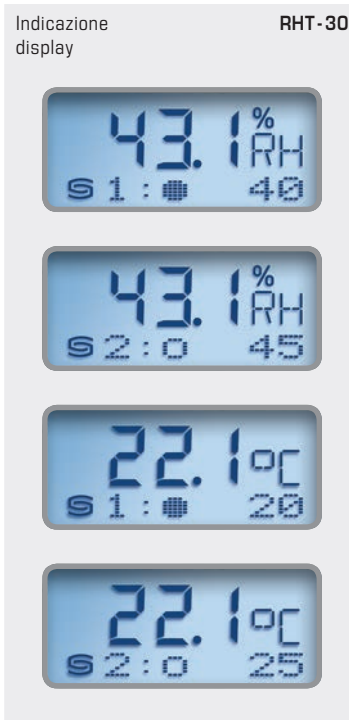 Indicazione RHT-30
display
43.1 % RH
S1:● 40
43.1 % RH
S2:○ 45
22.1 °C
S1:● 20
22.1 °C
S2:○ 25